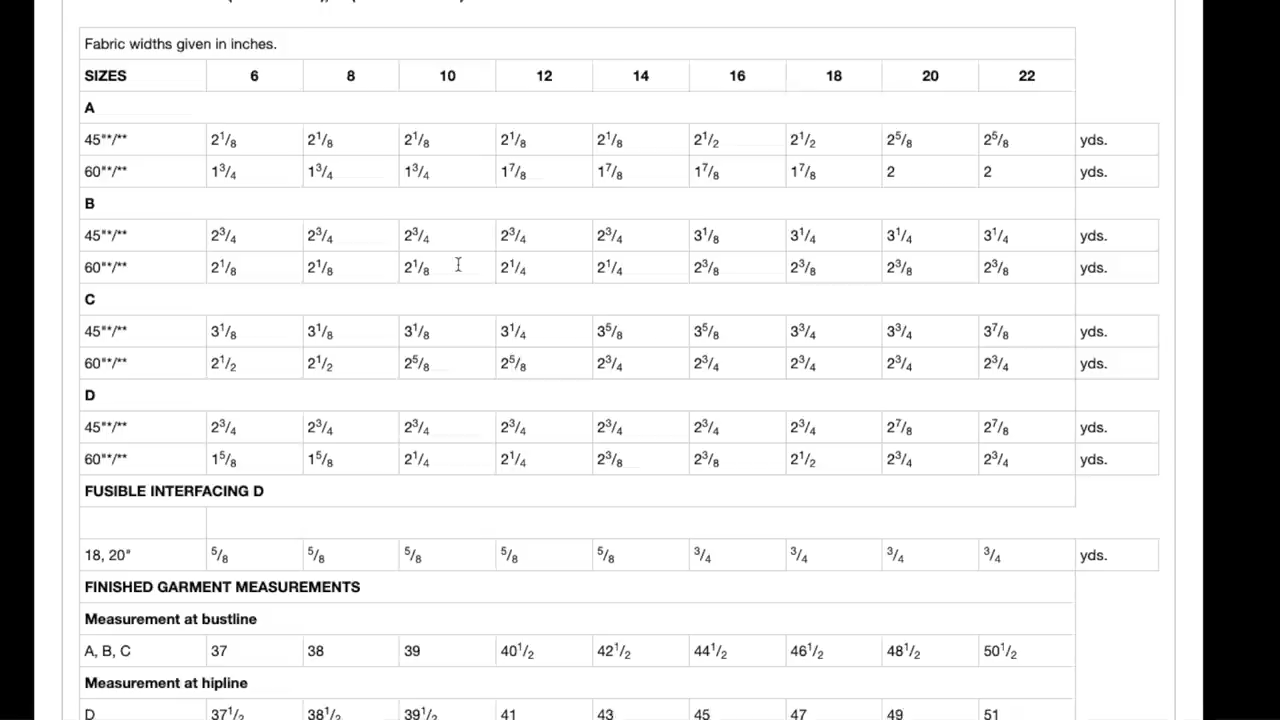 Fabric widths given in inches.
SIZES 6 8 10 12 14 16 18 20 22
A
45"*/** 2 1/8 2 1/8 2 1/8 2 1/8 2 1/8 2 1/2 2 1/2 2 5/8 2 5/8 yds.
60"*/** 1 3/4 1 3/4 1 3/4 1 7/8 1 7/8 1 7/8 1 7/8 2 2 yds.
B
45"*/** 2 3/4 2 3/4 2 3/4 2 3/4 2 3/4 3 1/8 3 1/4 3 1/4 3 1/4 yds.
60"*/** 2 1/8 2 1/8 2 1/8 2 1/4 2 1/4 2 3/8 2 3/8 2 3/8 2 3/8 yds.
C
45"*/** 3 1/8 3 1/8 3 1/8 3 1/4 3 5/8 3 5/8 3 3/4 3 3/4 3 7/8 yds.
60"*/** 2 1/2 2 1/2 2 5/8 2 5/8 2 3/4 2 3/4 2 3/4 2 3/4 2 3/4 yds.
D
45"*/** 2 3/4 2 3/4 2 3/4 2 3/4 2 3/4 2 3/4 2 3/4 2 7/8 2 7/8 yds.
60"*/** 1 5/8 1 5/8 2 1/4 2 1/4 2 3/8 2 3/8 2 1/2 2 3/4 2 3/4 yds.
FUSIBLE INTERFACING D
18, 20" 5/8 5/8 5/8 5/8 5/8 3/4 3/4 3/4 3/4 yds.
FINISHED GARMENT MEASUREMENTS
Measurement at bustline
A, B, C 37 38 39 40 1/2 42 1/2 44 1/2 46 1/2 48 1/2 50 1/2
Measurement at hipline
D 37 1/2 38 1/2 39 1/2 41 43 45 47 49 51